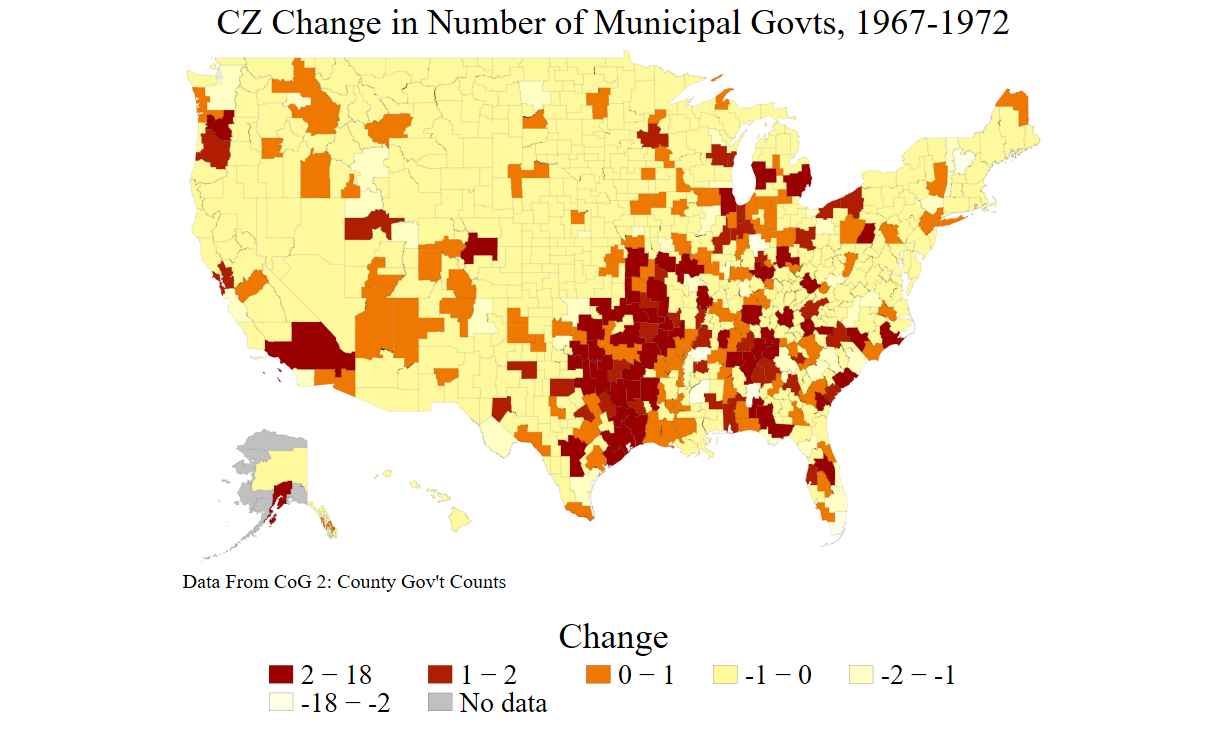 CZ Change in Number of Municipal Govts, 1967-1972
Data From CoG 2: County Gov't Counts
Change
2 − 18
1 − 2
0 − 1
-1 − 0
-2 − -1
-18 − -2
No data